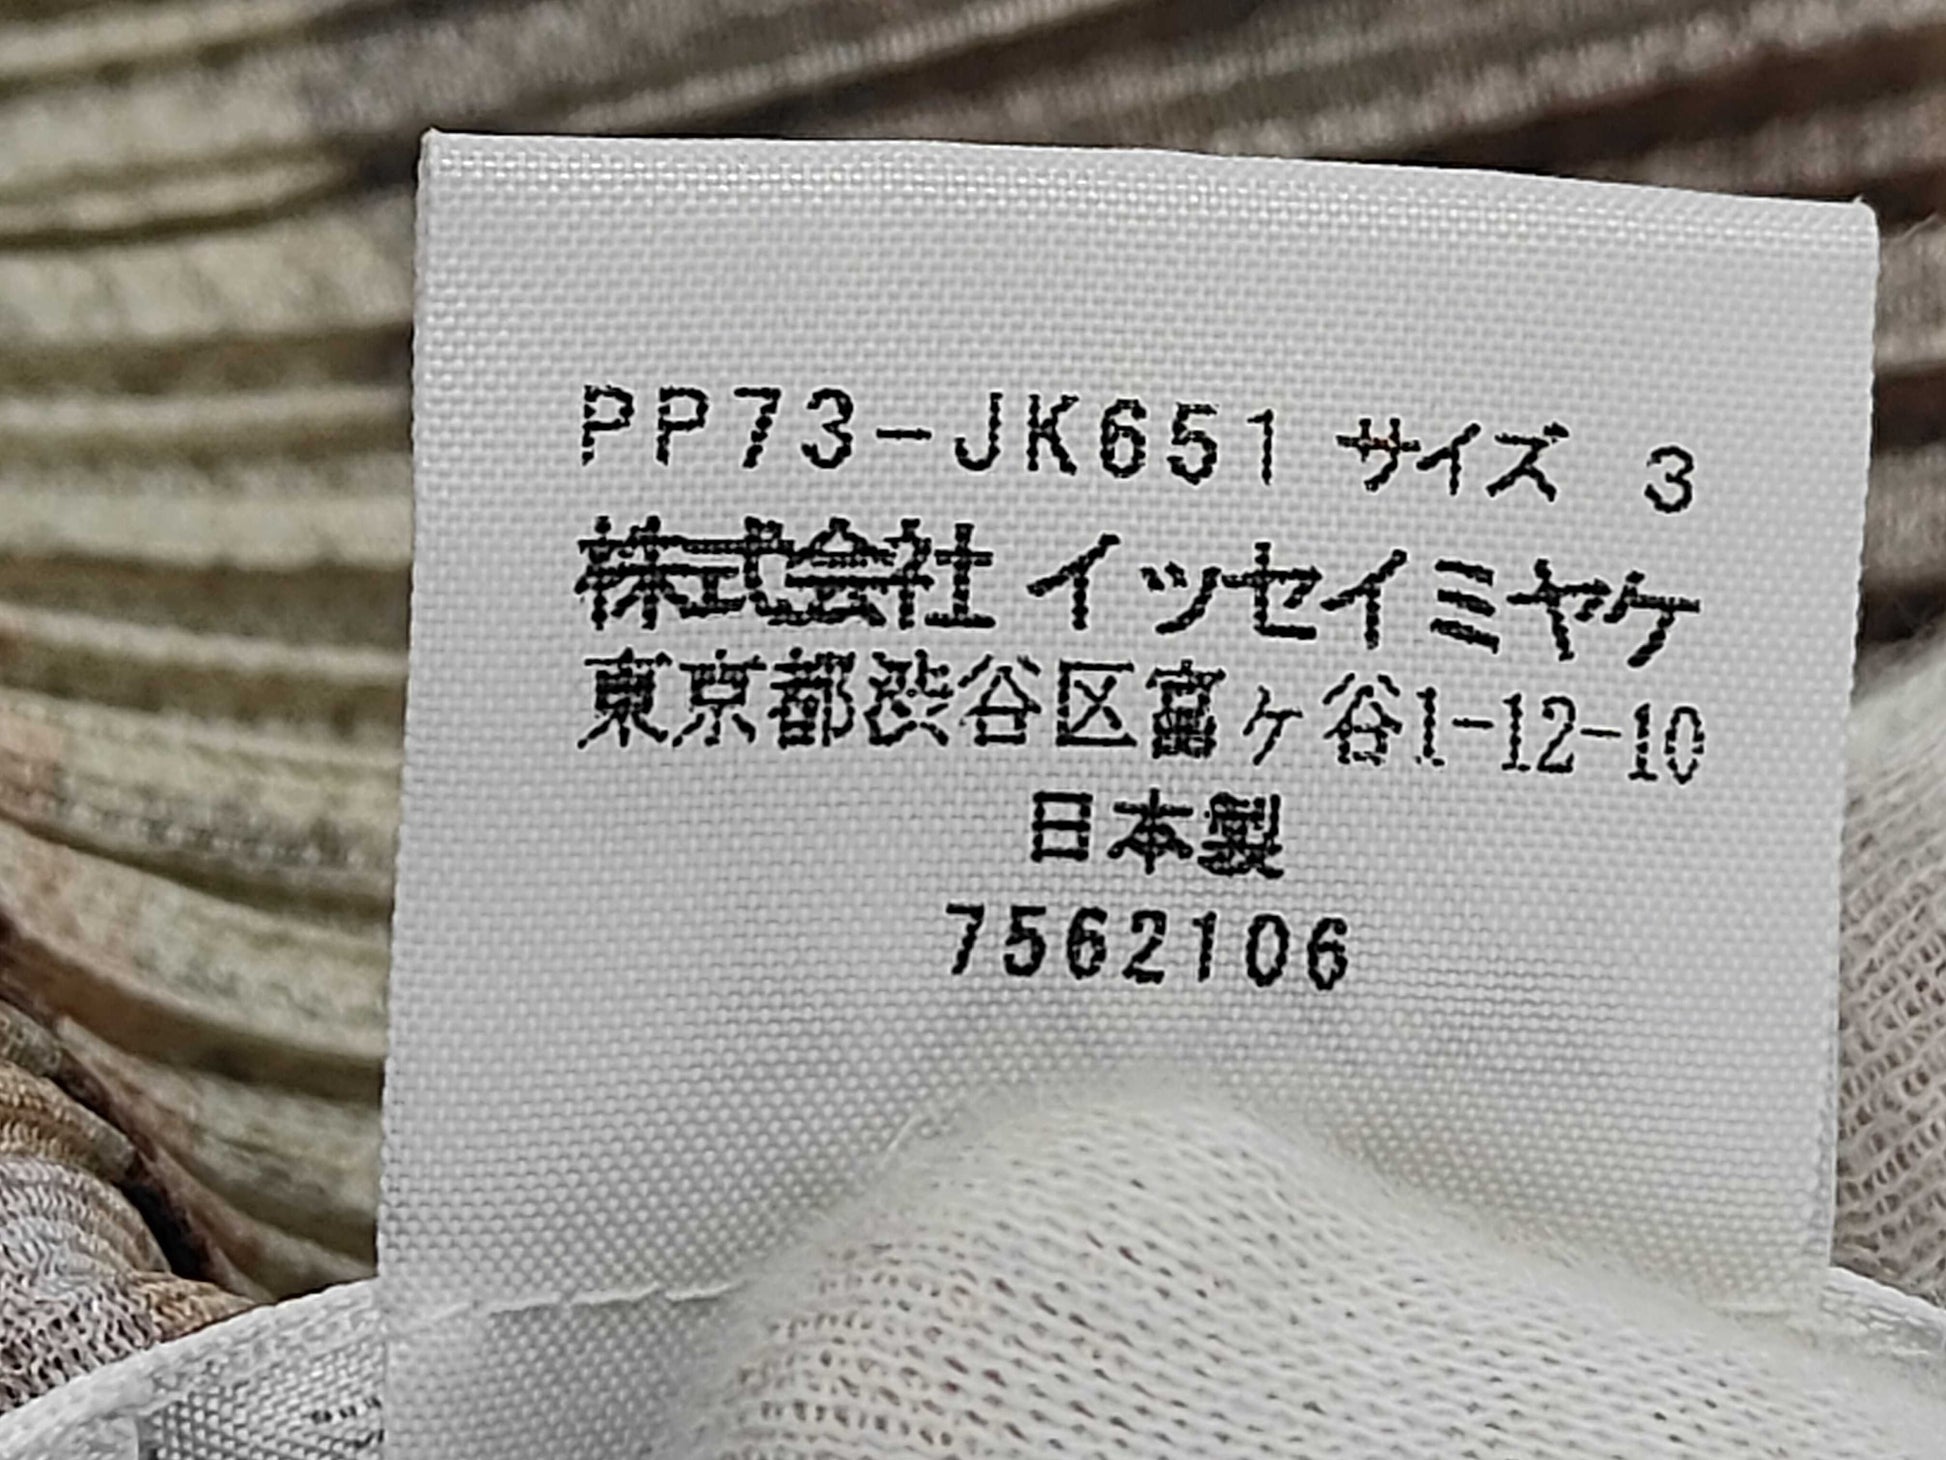 PP73-JK651 サイズ 3
株式会社 イッセイミヤケ
東京都渋谷区富ヶ谷1-12-10
日本製
7562106